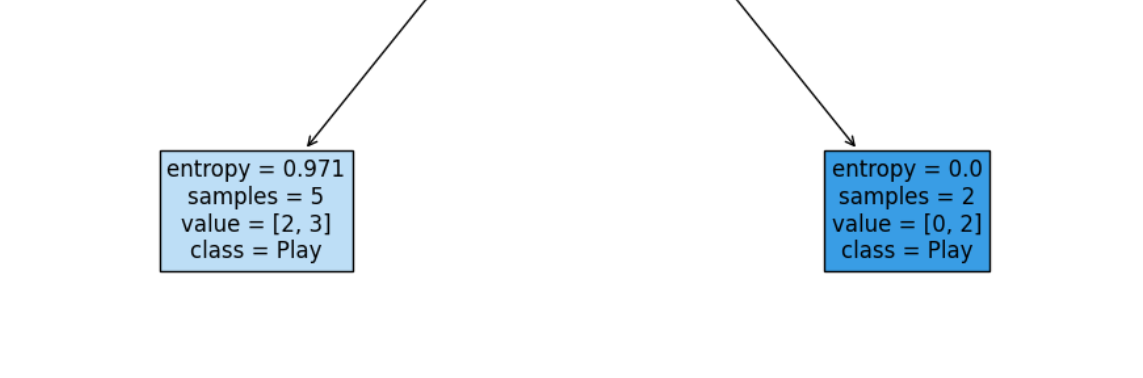 entropy = 0.971
samples = 5
value = [2, 3]
class = Play
entropy = 0.0
samples = 2
value = [0, 2]
class = Play